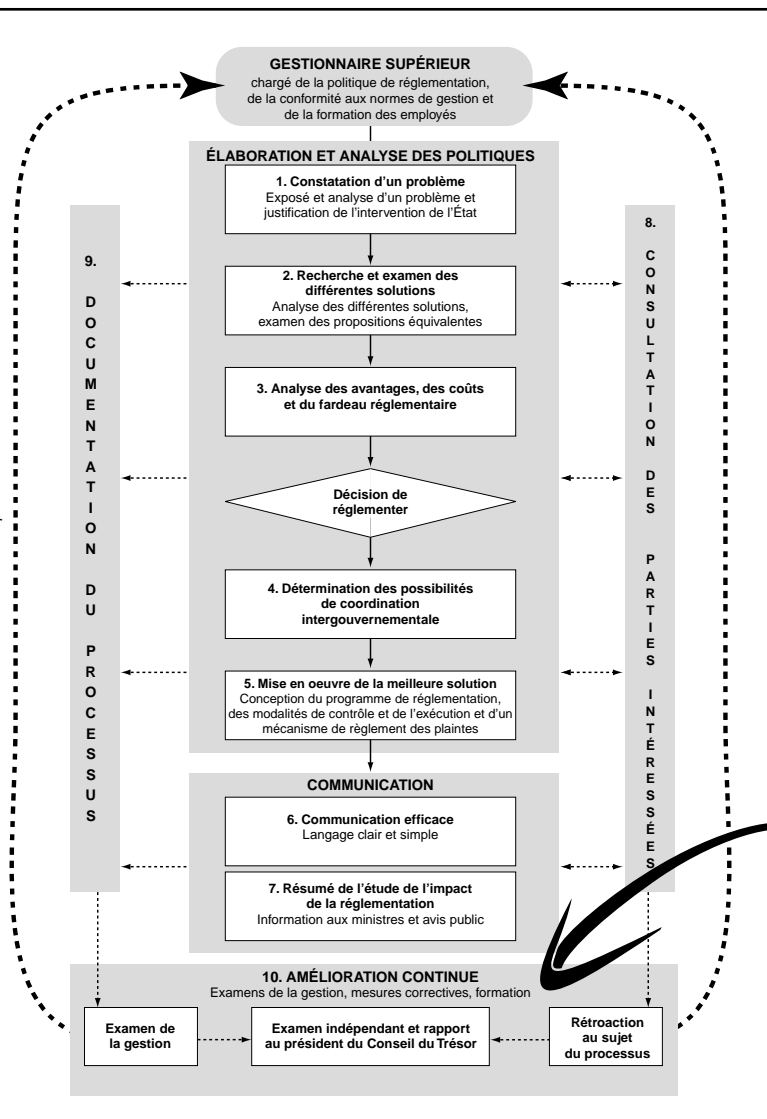 GESTIONNAIRE SUPÉRIEUR
chargé de la politique de réglementation,
de la conformité aux normes de gestion et
de la formation des employés
ÉLABORATION ET ANALYSE DES POLITIQUES
1. Constatation d’un problème
Exposé et analyse d’un problème et
justification de l’intervention de l’État
2. Recherche et examen des
différentes solutions
Analyse des différentes solutions,
examen des propositions équivalentes
3. Analyse des avantages, des coûts
et du fardeau réglementaire
Décision de
réglementer
4. Détermination des possibilités
de coordination
intergouvernementale
5. Mise en oeuvre de la meilleure solution
Conception du programme de réglementation,
des modalités de contrôle et de l’exécution et d’un
mécanisme de règlement des plaintes
9. DOCUMENTATION DU PROCESSUS
8. CONSULTATION DES PARTIES INTÉRESSÉES
COMMUNICATION
6. Communication efficace
Langage clair et simple
7. Résumé de l’étude de l’impact
de la réglementation
Information aux ministres et avis public
10. AMÉLIORATION CONTINUE
Examens de la gestion, mesures correctives, formation
Examen de
la gestion
Examen indépendant et rapport
au président du Conseil du Trésor
Rétroaction
au sujet
du processus